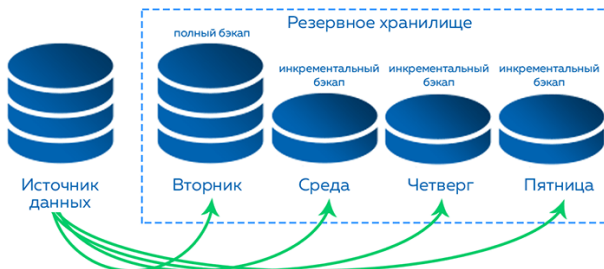 Резервное хранилище
полный бэкап
инкрементальный
бэкап
инкрементальный
бэкап
инкрементальный
бэкап
Источник
данных
Вторник
Среда
Четверг
Пятница